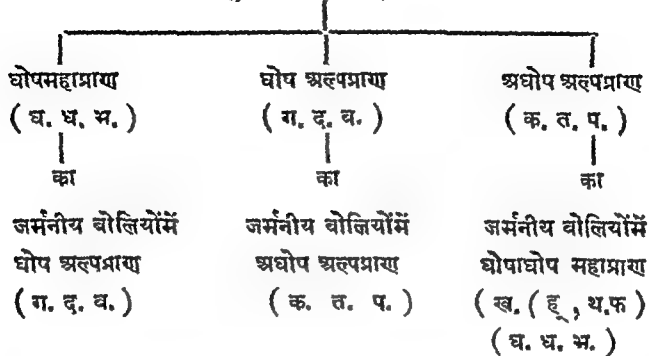 घोषमहाप्राण
( घ. ध. भ. )
का
जर्मनीय बोलियोंमें
घोष अल्पप्राण
( ग. द. ब. )
घोष अल्पप्राण
( ग. द. ब. )
का
जर्मनीय बोलियोंमें
अघोष अल्पप्राण
( क. त. प. )
अघोष अल्पप्राण
( क. त. प. )
का
जर्मनीय बोलियोंमें
घोषाघोष महाप्राण
( ख. ( ह् , थ.फ )
( घ. ध. भ. )